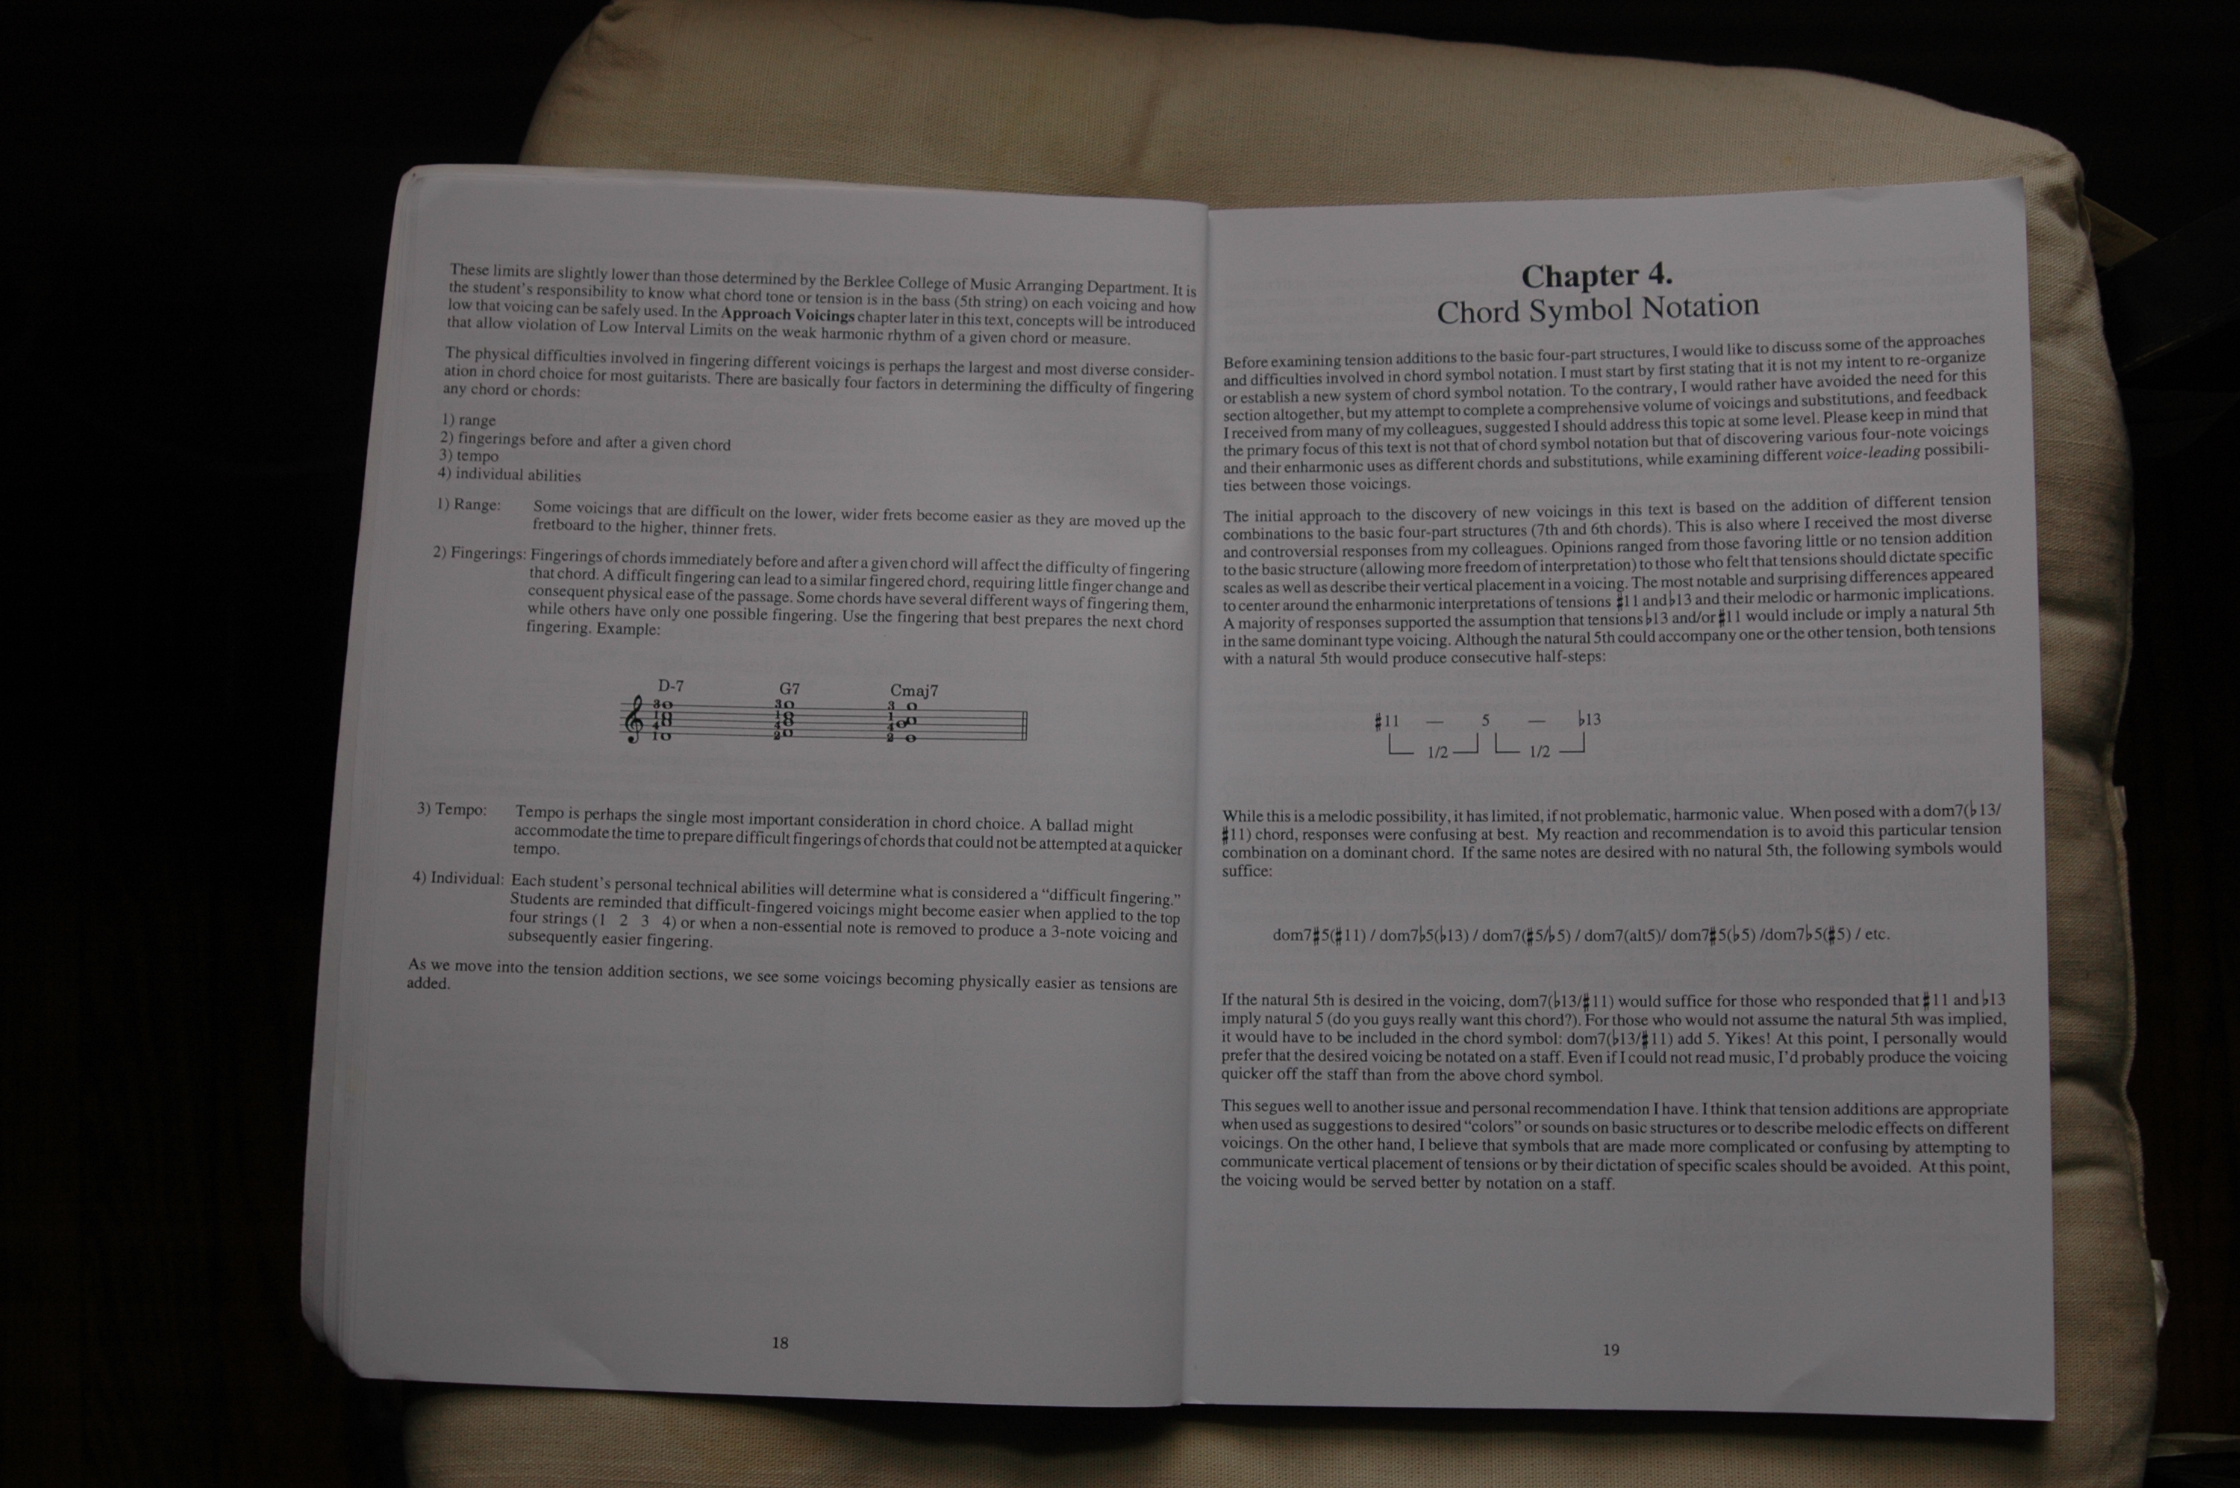 These limits are slightly lower than those determined by the Berklee College of Music Arranging Department. It is
the student's responsibility to know what chord tone or tension is in the bass (5th string) on each voicing and how
low that voicing can be safely used. In the Approach Voicings chapter later in this text, concepts will be introduced
that allow violation of Low Interval Limits on the weak harmonic rhythm of a given chord or measure.
The physical difficulties involved in fingering different voicings is perhaps the largest and most diverse consider-
ation in chord choice for most guitarists. There are basically four factors in determining the difficulty of fingering
any chord or chords:
1) range
2) fingerings before and after a given chord
3) tempo
4) individual abilities
1) Range: Some voicings that are difficult on the lower, wider frets become easier as they are moved up the
fretboard to the higher, thinner frets.
2) Fingerings: Fingerings of chords immediately before and after a given chord will affect the difficulty of fingering
that chord. A difficult fingering can lead to a similar fingered chord, requiring little finger change and
consequent physical ease of the passage. Some chords have several different ways of fingering them,
while others have only one possible fingering. Use the fingering that best prepares the next chord
fingering. Example:
D-7 G7 Cmaj7
3 3 3
1 1 1
4 4 4
1 2 2
3) Tempo: Tempo is perhaps the single most important consideration in chord choice. A ballad might
accommodate the time to prepare difficult fingerings of chords that could not be attempted at a quicker
tempo.
4) Individual: Each student's personal technical abilities will determine what is considered a “difficult fingering.”
Students are reminded that difficult-fingered voicings might become easier when applied to the top
four strings (1 2 3 4) or when a non-essential note is removed to produce a 3-note voicing and
subsequently easier fingering.
As we move into the tension addition sections, we see some voicings becoming physically easier as tensions are
added.
18
Chapter 4.
Chord Symbol Notation
Before examining tension additions to the basic four-part structures, I would like to discuss some of the approaches
and difficulties involved in chord symbol notation. I must start by first stating that it is not my intent to re-organize
or establish a new system of chord symbol notation. To the contrary, I would rather have avoided the need for this
section altogether, but my attempt to complete a comprehensive volume of voicings and substitutions, and feedback
I received from many of my colleagues, suggested I should address this topic at some level. Please keep in mind that
the primary focus of this text is not that of chord symbol notation but that of discovering various four-note voicings
and their enharmonic uses as different chords and substitutions, while examining different voice-leading possibili-
ties between those voicings.
The initial approach to the discovery of new voicings in this text is based on the addition of different tension
combinations to the basic four-part structures (7th and 6th chords). This is also where I received the most diverse
and controversial responses from my colleagues. Opinions ranged from those favoring little or no tension addition
to the basic structure (allowing more freedom of interpretation) to those who felt that tensions should dictate specific
scales as well as describe their vertical placement in a voicing. The most notable and surprising differences appeared
to center around the enharmonic interpretations of tensions ♯11 and ♭13 and their melodic or harmonic implications.
A majority of responses supported the assumption that tensions ♭13 and/or ♯11 would include or imply a natural 5th
in the same dominant type voicing. Although the natural 5th could accompany one or the other tension, both tensions
with a natural 5th would produce consecutive half-steps:
♯11 — 5 — ♭13
1/2 1/2
While this is a melodic possibility, it has limited, if not problematic, harmonic value. When posed with a dom7(♭13/
♯11) chord, responses were confusing at best. My reaction and recommendation is to avoid this particular tension
combination on a dominant chord. If the same notes are desired with no natural 5th, the following symbols would
suffice:
dom7♯5(♯11) / dom7♭5(♭13) / dom7(♯5/♭5) / dom7(alt5)/ dom7♯5(♭5) /dom7♭5(♯5) / etc.
If the natural 5th is desired in the voicing, dom7(♭13/♯11) would suffice for those who responded that ♯11 and ♭13
imply natural 5 (do you guys really want this chord?). For those who would not assume the natural 5th was implied,
it would have to be included in the chord symbol: dom7(♭13/♯11) add 5. Yikes! At this point, I personally would
prefer that the desired voicing be notated on a staff. Even if I could not read music, I'd probably produce the voicing
quicker off the staff than from the above chord symbol.
This segues well to another issue and personal recommendation I have. I think that tension additions are appropriate
when used as suggestions to desired “colors” or sounds on basic structures or to describe melodic effects on different
voicings. On the other hand, I believe that symbols that are made more complicated or confusing by attempting to
communicate vertical placement of tensions or by their dictation of specific scales should be avoided. At this point,
the voicing would be served better by notation on a staff.
19